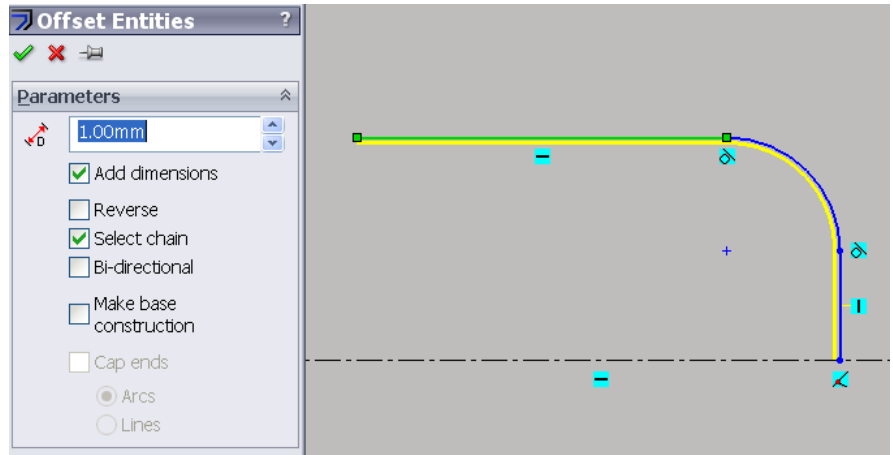 Offset Entities ?
Parameters
D 1.00mm
Add dimensions
Reverse
Select chain
Bi-directional
Make base
construction
Cap ends
Arcs
Lines